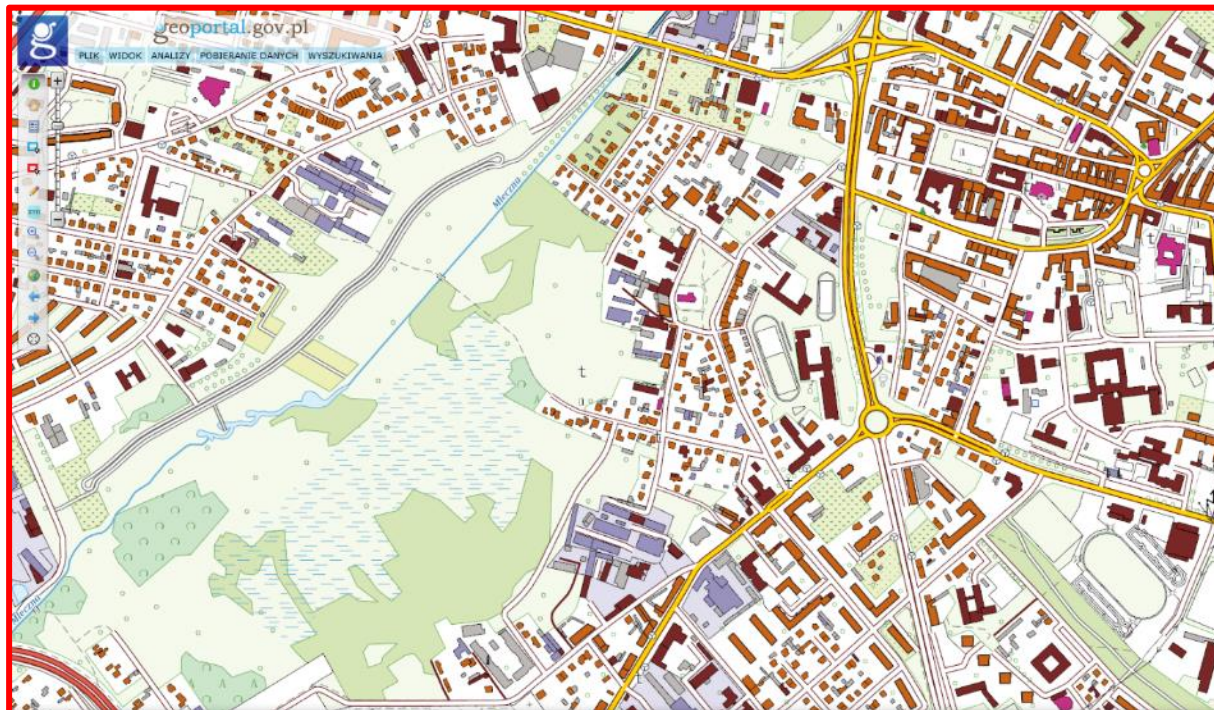 g geoportal.gov.pl
PLIK WIDOK ANALIZY POBIERANIE DANYCH WYSZUKIWANIA
Mleczna
t
t
A
Mleczna
A A A